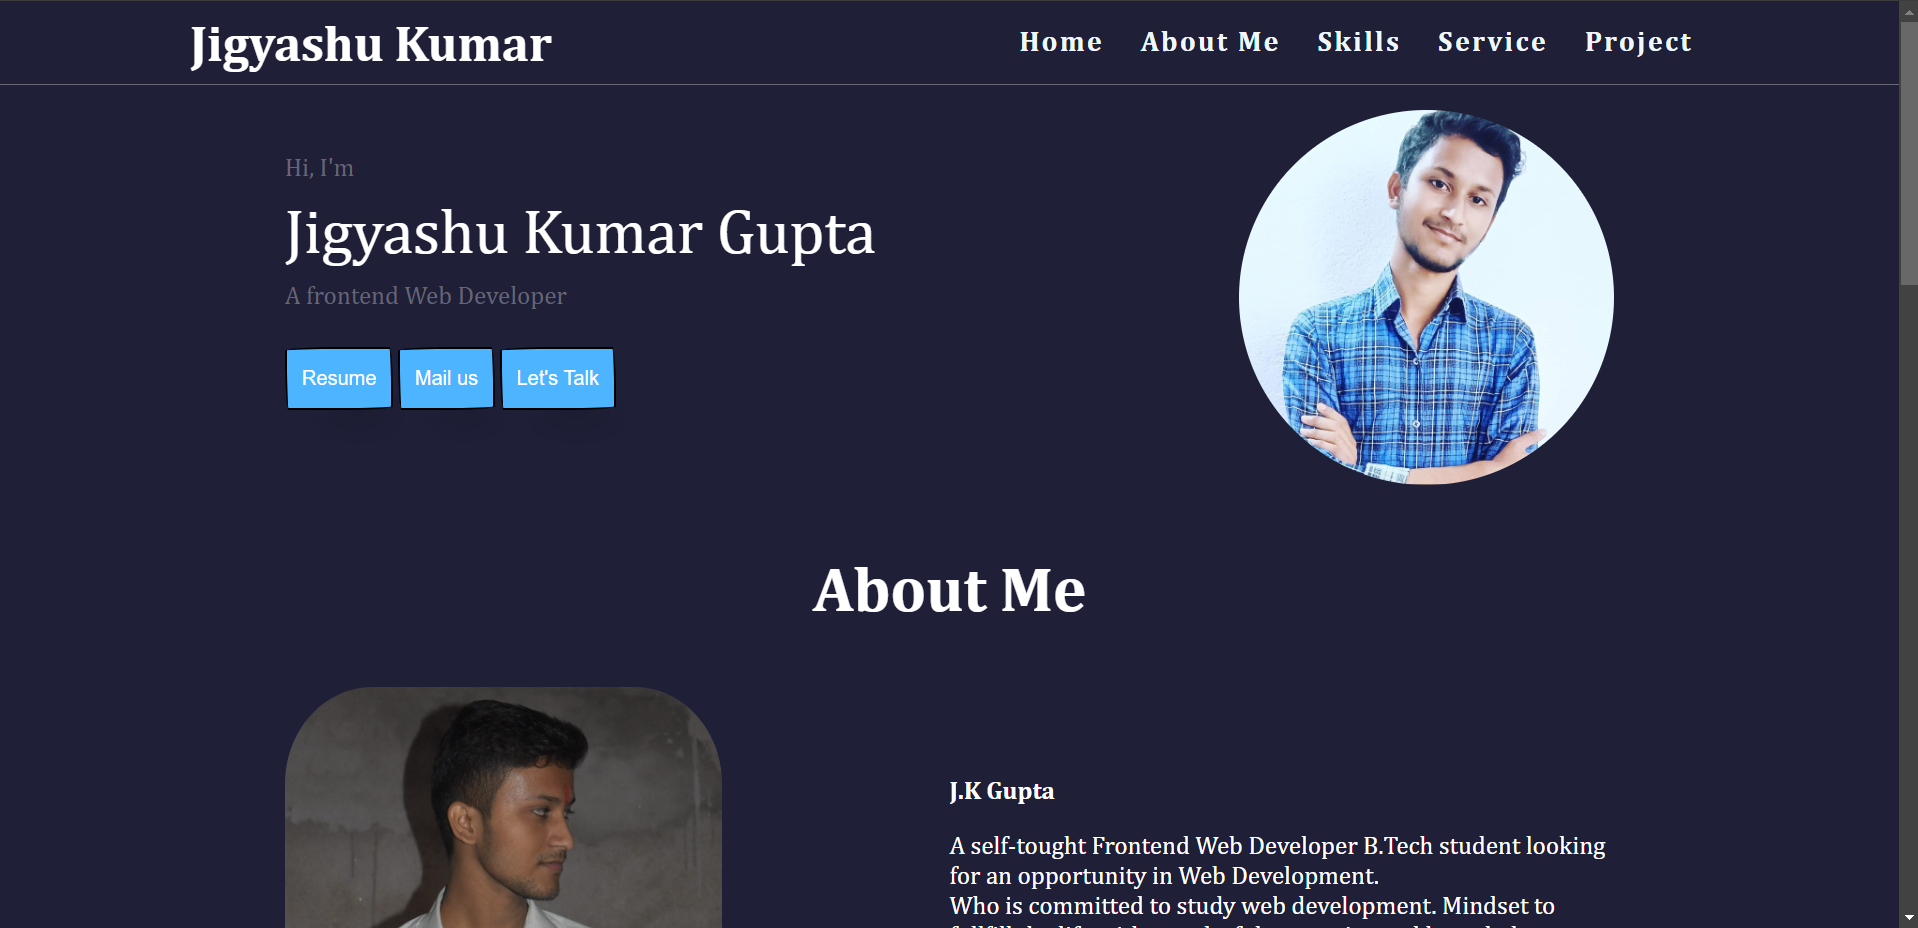 Jigyashu Kumar
Home About Me Skills Service Project
Hi, I'm
Jigyashu Kumar Gupta
A frontend Web Developer
Resume Mail us Let's Talk
About Me
J.K Gupta
A self-tought Frontend Web Developer B.Tech student looking
for an opportunity in Web Development.
Who is committed to study web development. Mindset to